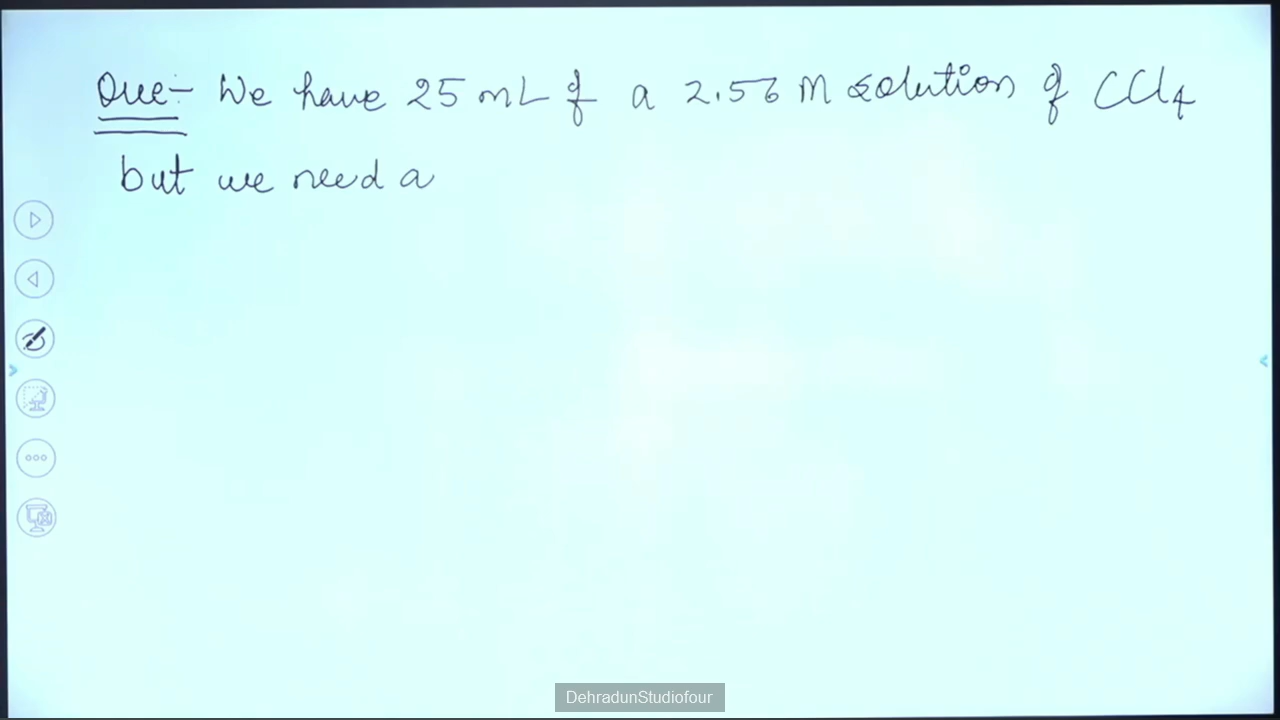 Que:- We have 25 mL of a 2.56 M solution of CCl4
but we need a
DehradunStudiofour